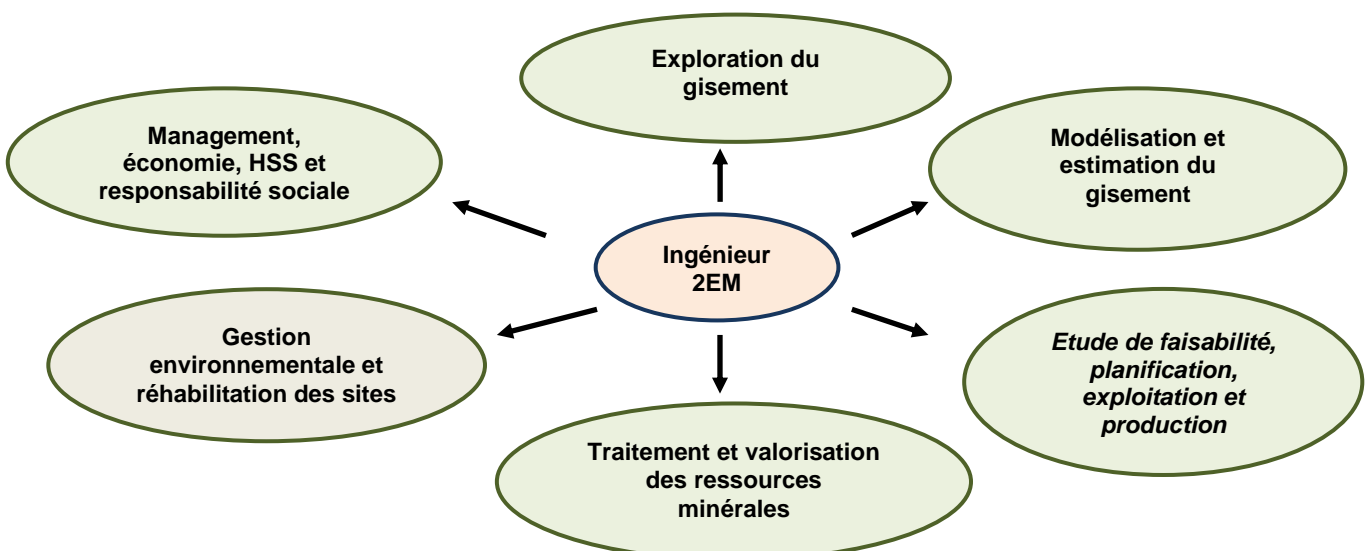 Exploration du
gisement
Management,
économie, HSS et
responsabilité sociale
Modélisation et
estimation du
gisement
Ingénieur
2EM
Gestion
environnementale et
réhabilitation des sites
Etude de faisabilité,
planification,
exploitation et
production
Traitement et valorisation
des ressources
minérales